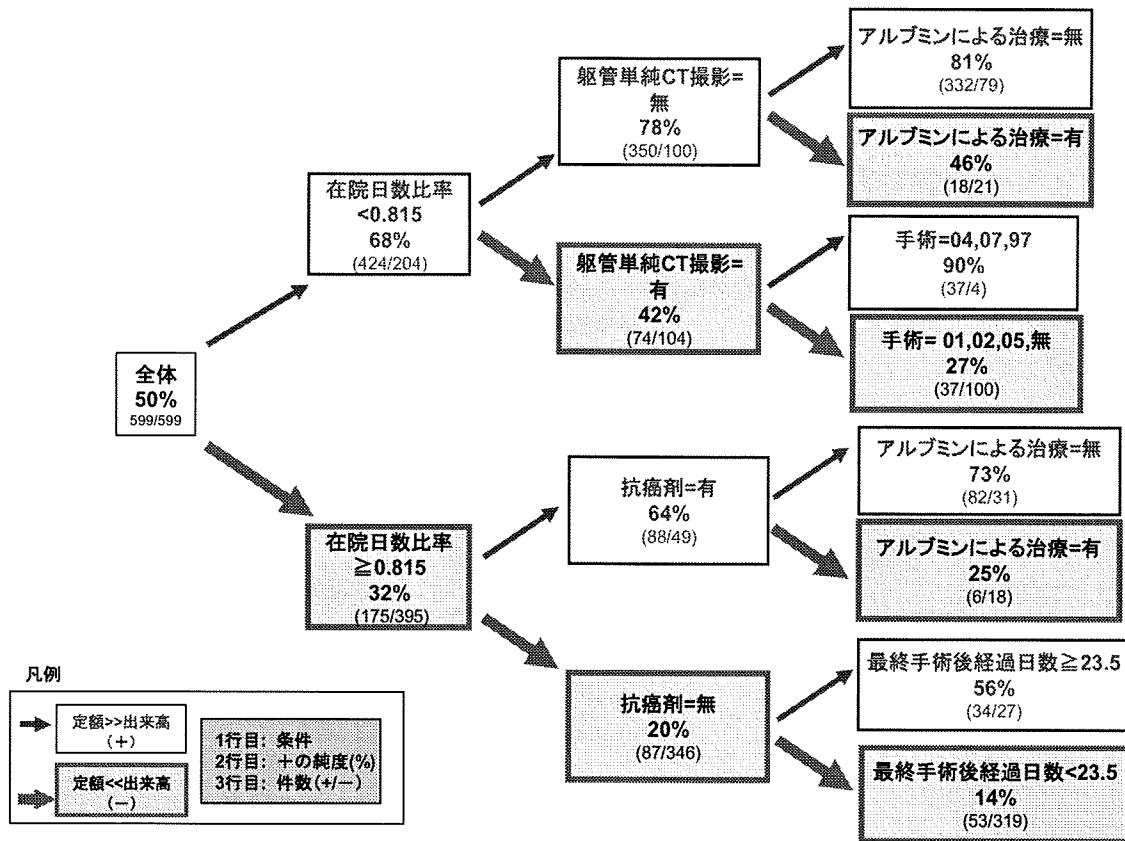 全体
50%
599/599
在院日数比率
<0.815
68%
(424/204)
在院日数比率
≧0.815
32%
(175/395)
躯管単純CT撮影=
無
78%
(350/100)
躯管単純CT撮影=
有
42%
(74/104)
抗癌剤=有
64%
(88/49)
抗癌剤=無
20%
(87/346)
アルブミンによる治療=無
81%
(332/79)
アルブミンによる治療=有
46%
(18/21)
手術=04,07,97
90%
(37/4)
手術= 01,02,05,無
27%
(37/100)
アルブミンによる治療=無
73%
(82/31)
アルブミンによる治療=有
25%
(6/18)
最終手術後経過日数≧23.5
56%
(34/27)
最終手術後経過日数<23.5
14%
(53/319)
凡例
定額>>出来高
(+)
定額<<出来高
(－)
1行目: 条件
2行目: +の純度(%)
3行目: 件数(+/－)